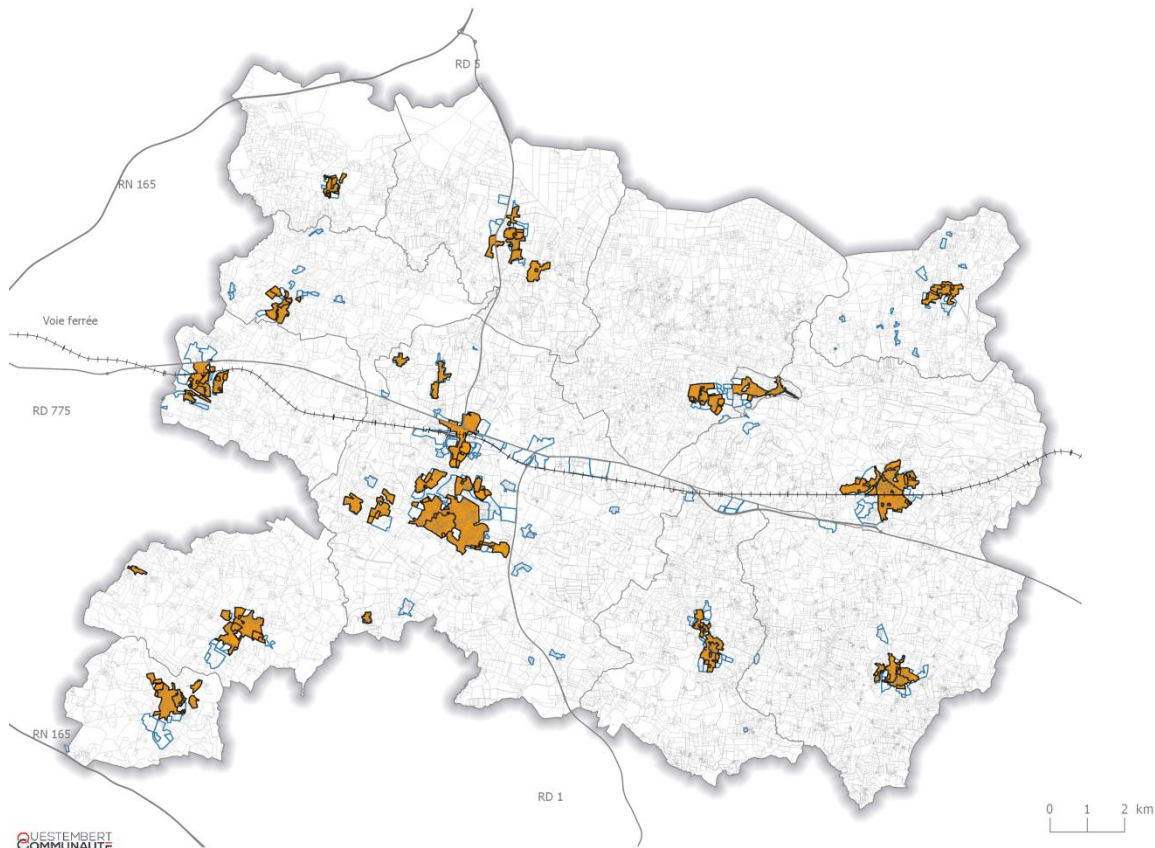 RD 5
RN 165
Voie ferrée
RD 775
RN 165
RD 1
0 1 2 km
QUESTEMBERT
COMMUNAUTÉ